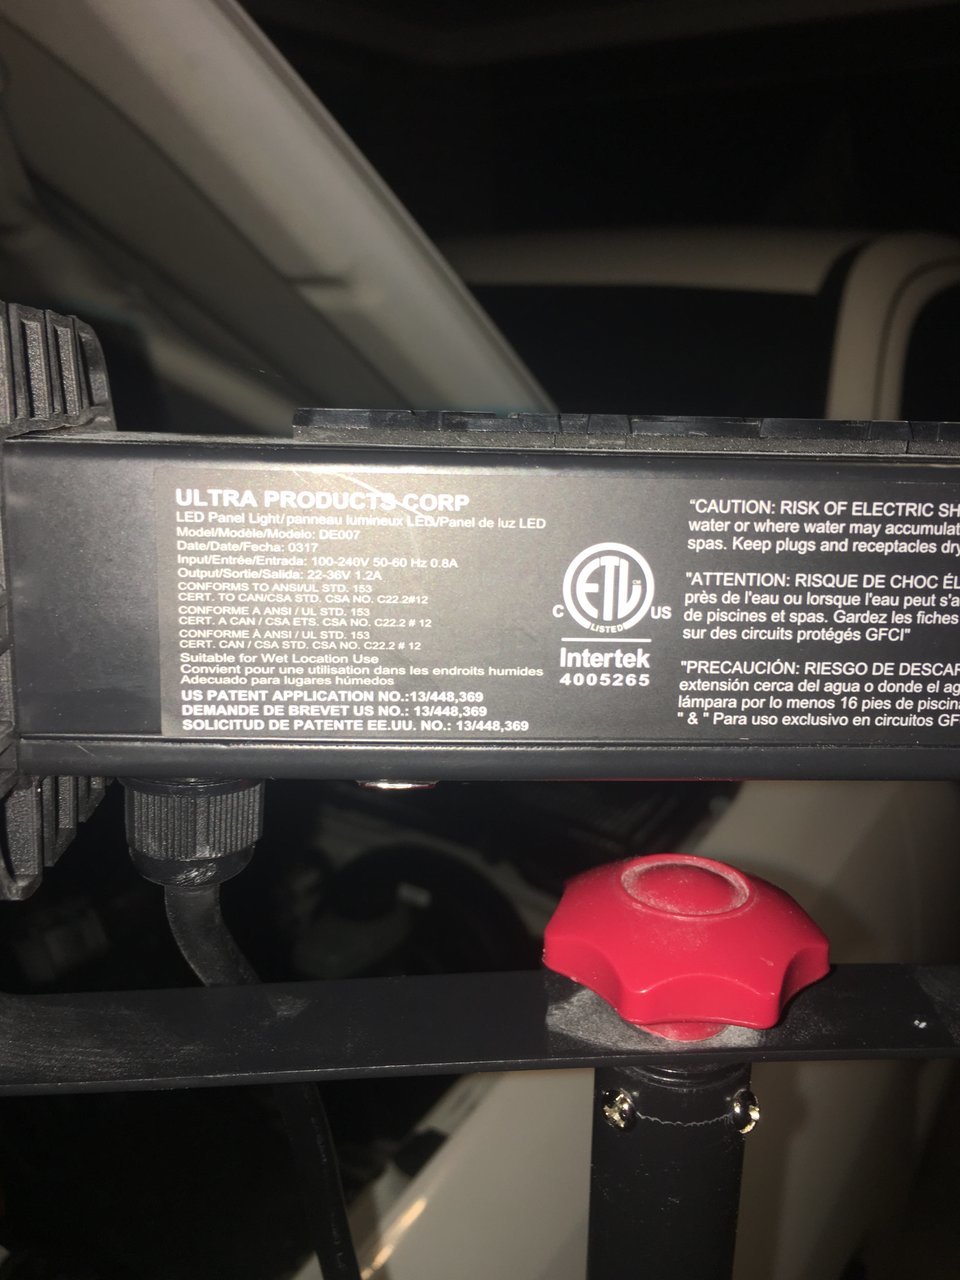 ULTRA PRODUCTS CORP
LED Panel Light/panneau lumineux LED/Panel de luz LED
Model/Modèle/Modelo: DE007
Date/Date/Fecha: 0317
Input/Entrée/Entrada: 100-240V 50-60 Hz 0.8A
Output/Sortie/Salida: 22-36V 1.2A
CONFORMS TO ANSI/UL STD. 153
CERT. TO CAN/CSA STD. CSA NO. C22.2#12
CONFORME A ANSI / UL STD. 153
CERT. A CAN / CSA ETS. CSA NO. C22.2 # 12
CONFORME À ANSI / UL STD. 153
CERT. CAN / CSA STD. CSA NO. C22.2 # 12
Suitable for Wet Location Use
Convient pour une utilisation dans les endroits humides
Adecuado para lugares húmedos
US PATENT APPLICATION NO.:13/448,369
DEMANDE DE BREVET US NO.: 13/448,369
SOLICITUD DE PATENTE EE.UU. NO.: 13/448,369
C ETL CM US
LISTED
Intertek
4005265
"CAUTION: RISK OF ELECTRIC SH
water or where water may accumulat
spas. Keep plugs and receptacles dry
"ATTENTION: RISQUE DE CHOC ÉL
près de l'eau ou lorsque l'eau peut s'a
de piscines et spas. Gardez les fiches
sur des circuits protégés GFCI"
"PRECAUCIÓN: RIESGO DE DESCAR
extensión cerca del agua o donde el ag
lámpara por lo menos 16 pies de piscina
" & " Para uso exclusivo en circuitos GF